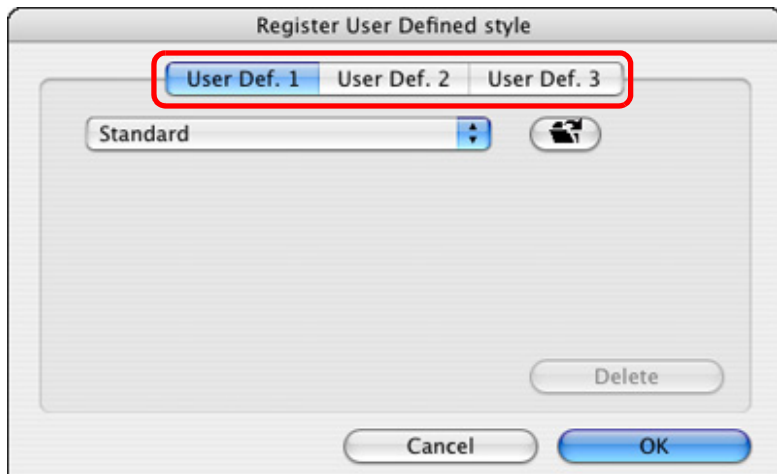 Register User Defined style
User Def. 1 User Def. 2 User Def. 3
Standard
Delete
Cancel OK